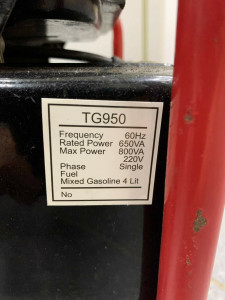 TG950
Frequency 60Hz
Rated Power 650VA
Max Power 800VA
220V
Phase Single
Fuel
Mixed Gasoline 4 Lit
No